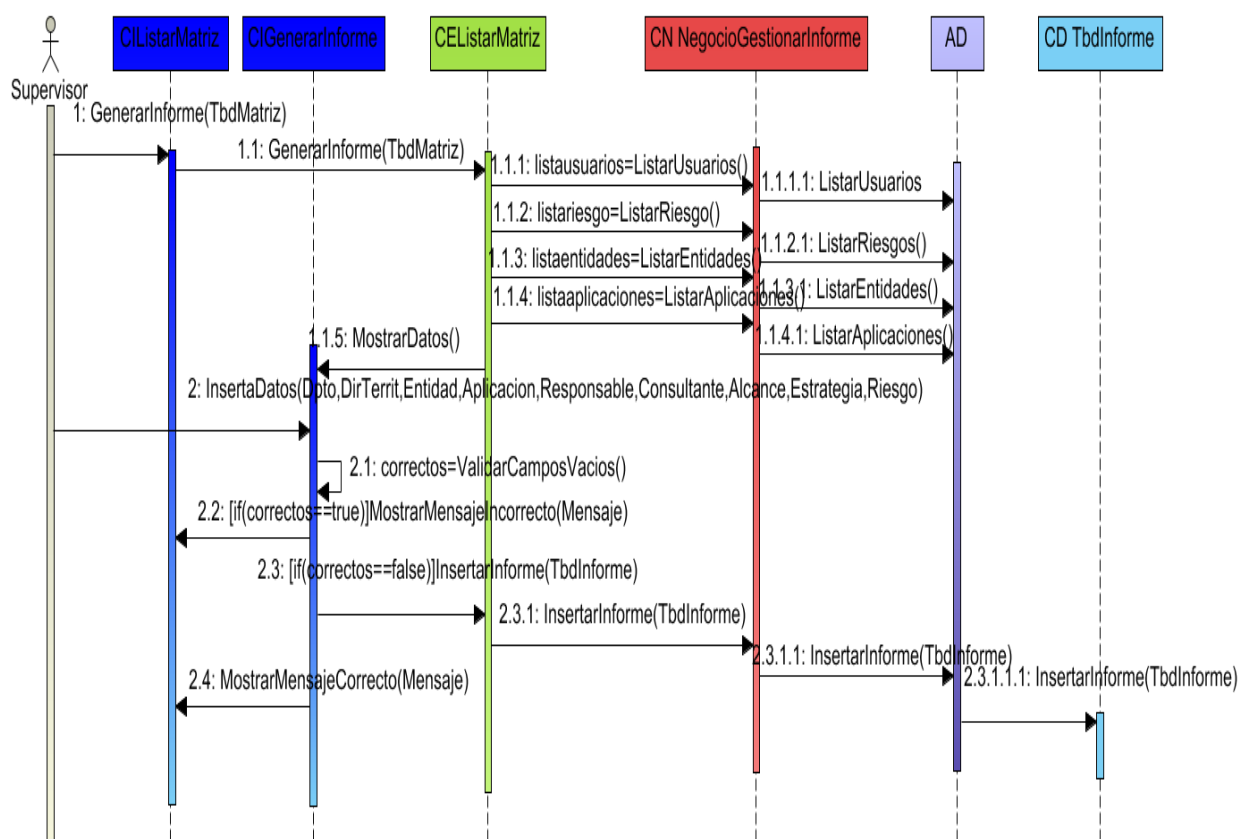 CIListarMatriz
CIGenerarInforme
CEListarMatriz
CN NegocioGestionarInforme
AD
CD TbdInforme
Supervisor
1: GenerarInforme(TbdMatriz)
1.1: GenerarInforme(TbdMatriz)
1.1.1: listausuarios=ListarUsuarios()
1.1.1.1: ListarUsuarios
1.1.2: listariesgo=ListarRiesgo()
1.1.2.1: ListarRiesgos()
1.1.3: listaentidades=ListarEntidades()
1.1.3.1: ListarEntidades()
1.1.4: listaaplicaciones=ListarAplicaciones()
1.1.4.1: ListarAplicaciones()
1.1.5: MostrarDatos()
2: InsertaDatos(Dpto,DirTerrit,Entidad,Aplicacion,Responsable,Consultante,Alcance,Estrategia,Riesgo)
2.1: correctos=ValidarCamposVacios()
2.2: [if(correctos==true)]MostrarMensajeIncorrecto(Mensaje)
2.3: [if(correctos==false)]InsertarInforme(TbdInforme)
2.3.1: InsertarInforme(TbdInforme)
2.3.1.1: InsertarInforme(TbdInforme)
2.3.1.1.1: InsertarInforme(TbdInforme)
2.4: MostrarMensajeCorrecto(Mensaje)